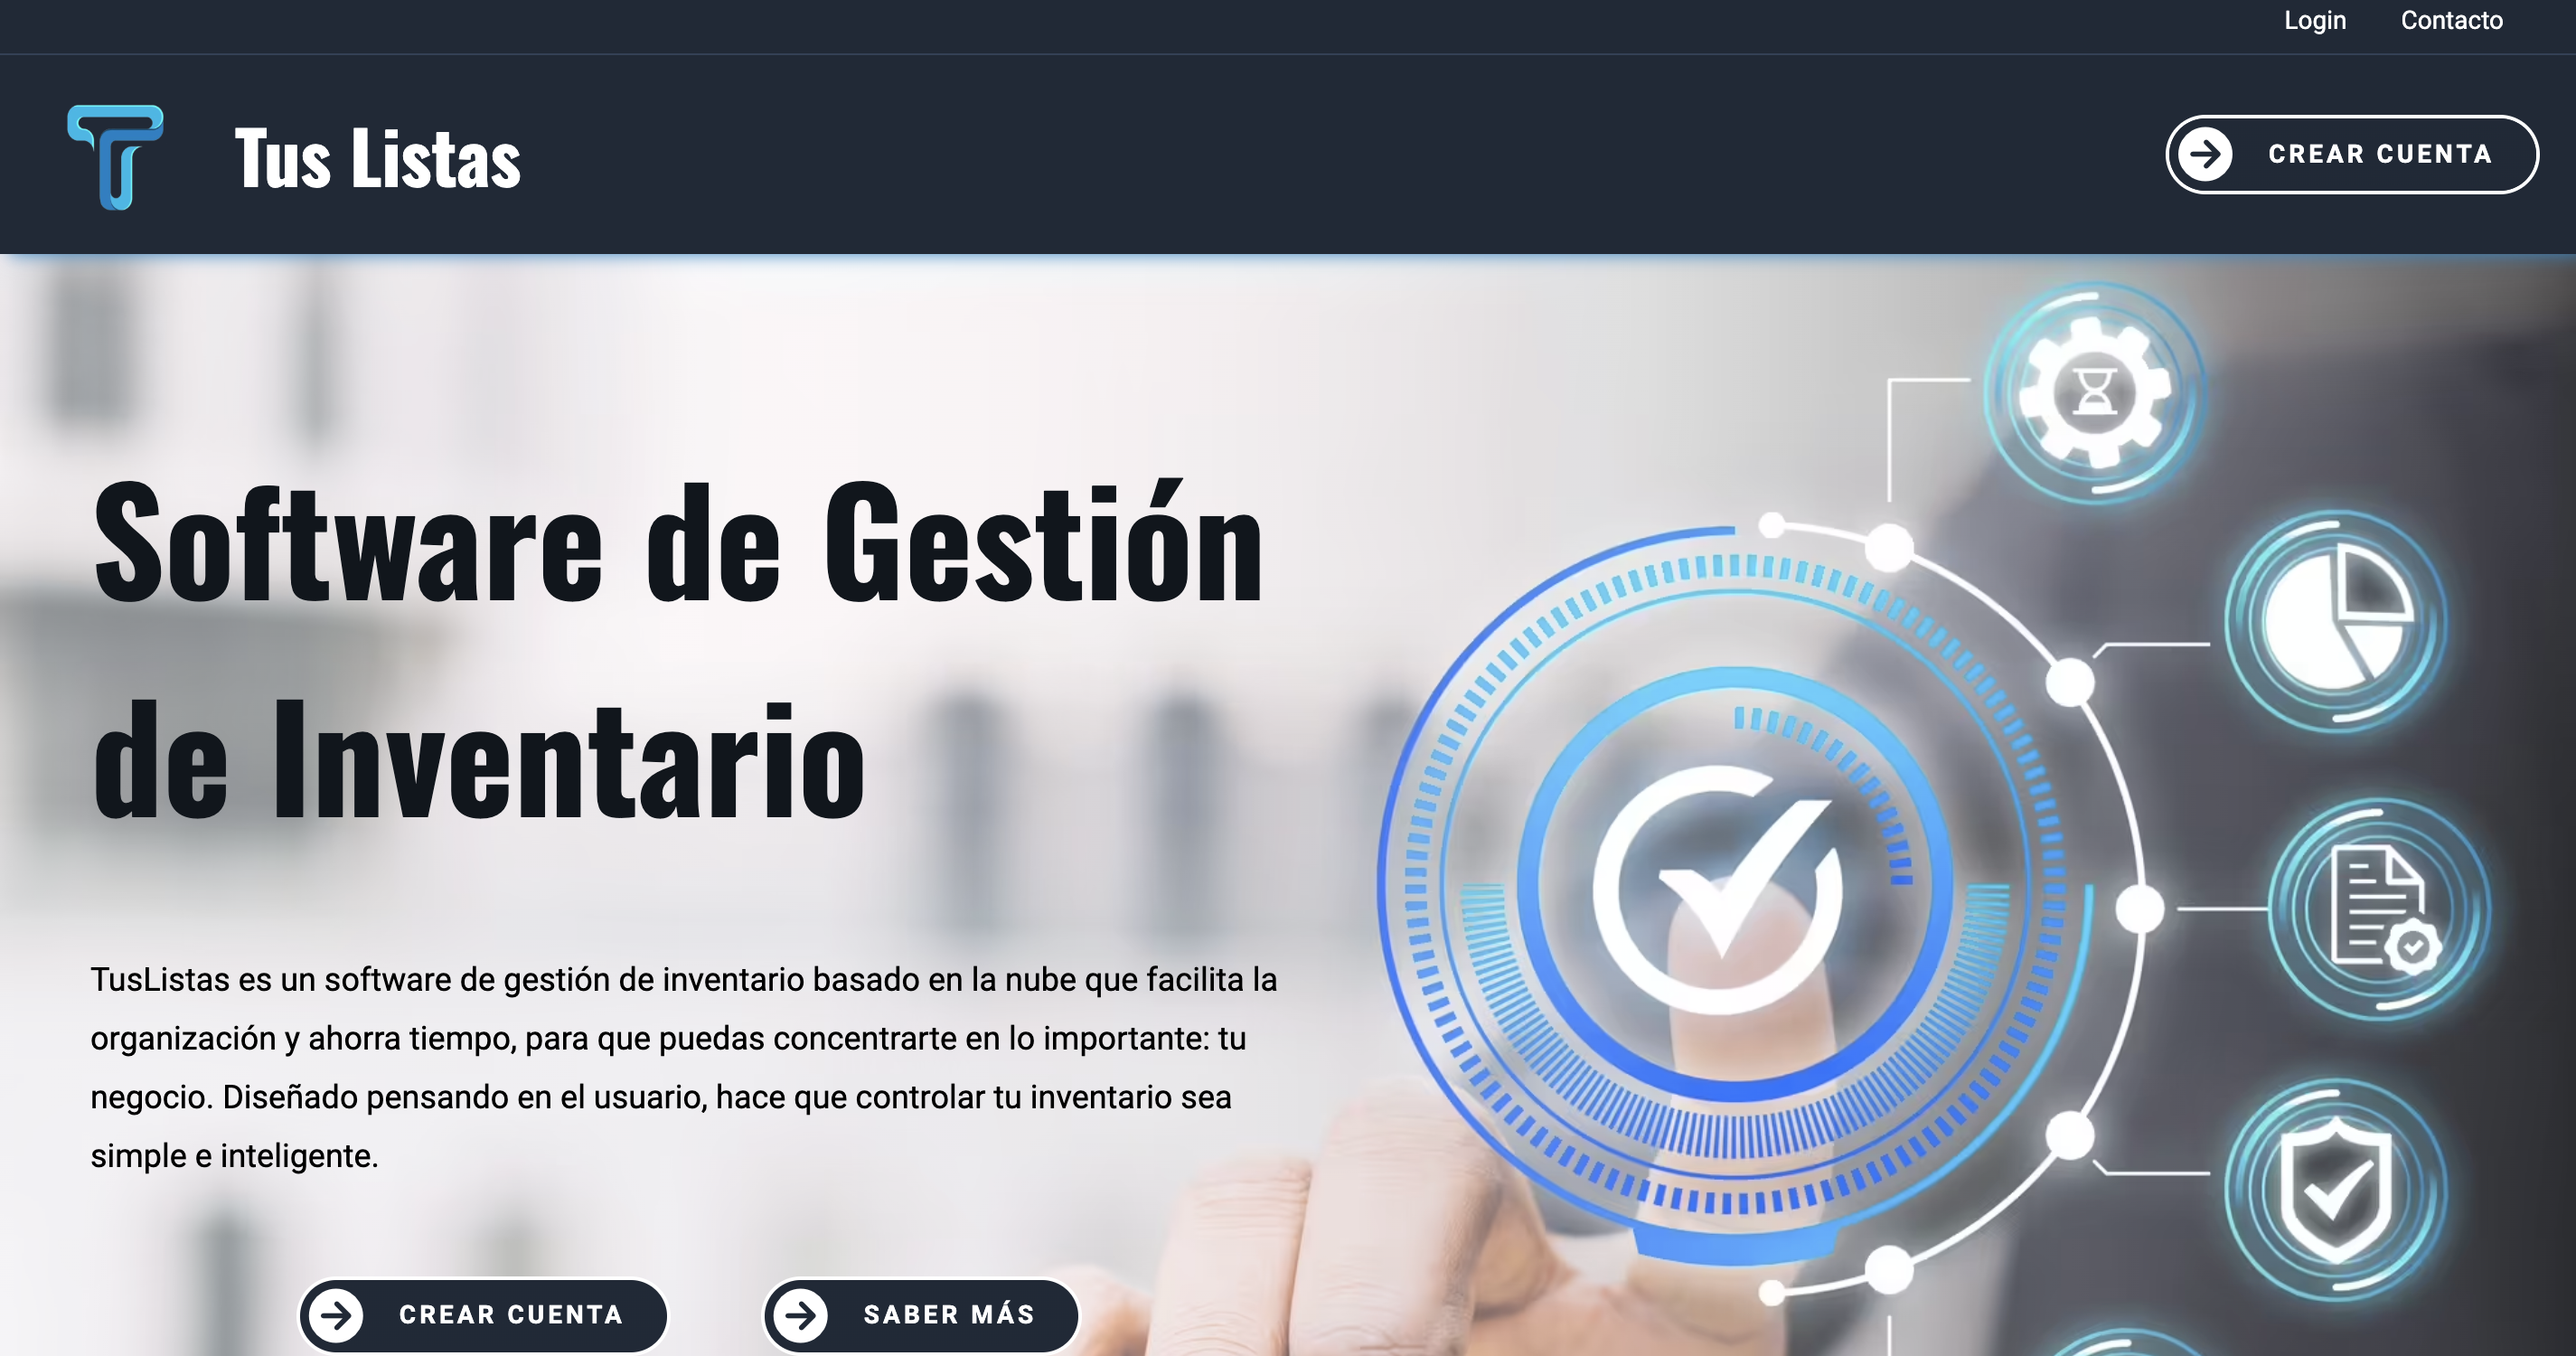 Login Contacto
Tus Listas
CREAR CUENTA
Software de Gestión
de Inventario
TusListas es un software de gestión de inventario basado en la nube que facilita la
organización y ahorra tiempo, para que puedas concentrarte en lo importante: tu
negocio. Diseñado pensando en el usuario, hace que controlar tu inventario sea
simple e inteligente.
CREAR CUENTA
SABER MÁS